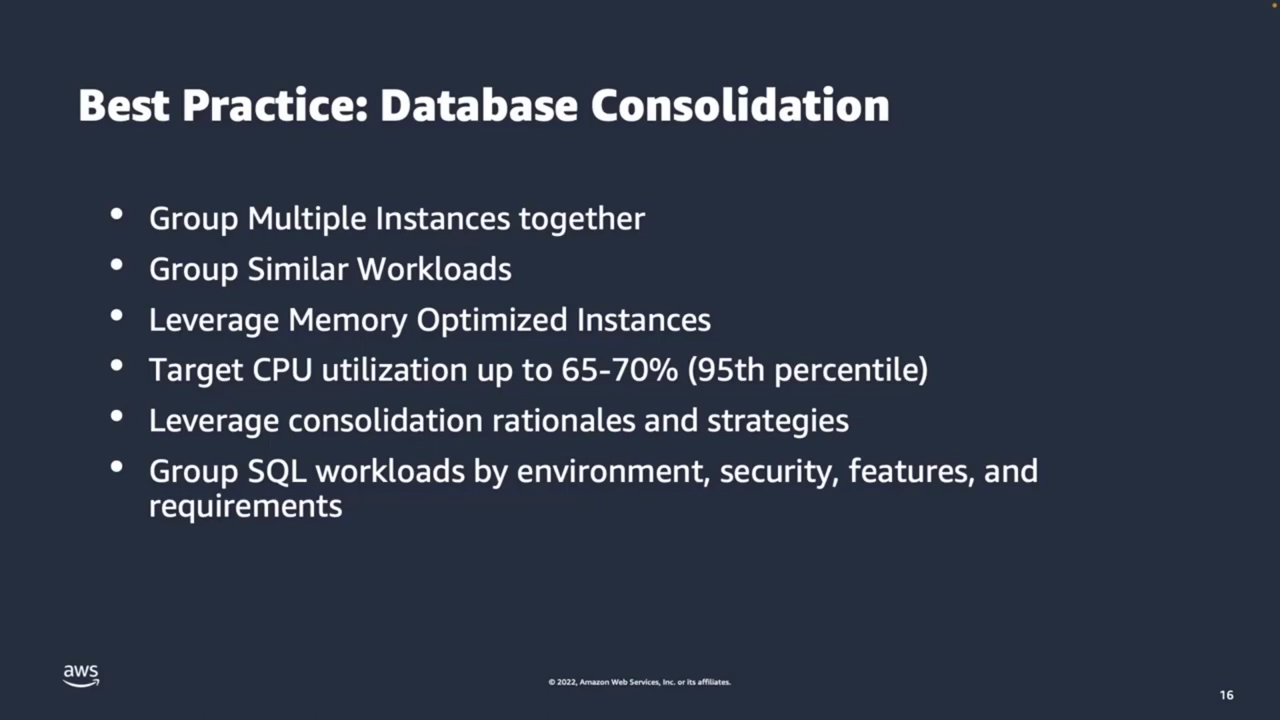 Best Practice: Database Consolidation
• Group Multiple Instances together
• Group Similar Workloads
• Leverage Memory Optimized Instances
• Target CPU utilization up to 65-70% (95th percentile)
• Leverage consolidation rationales and strategies
• Group SQL workloads by environment, security, features, and
requirements
aws
© 2022, Amazon Web Services, Inc. or its affiliates.
16